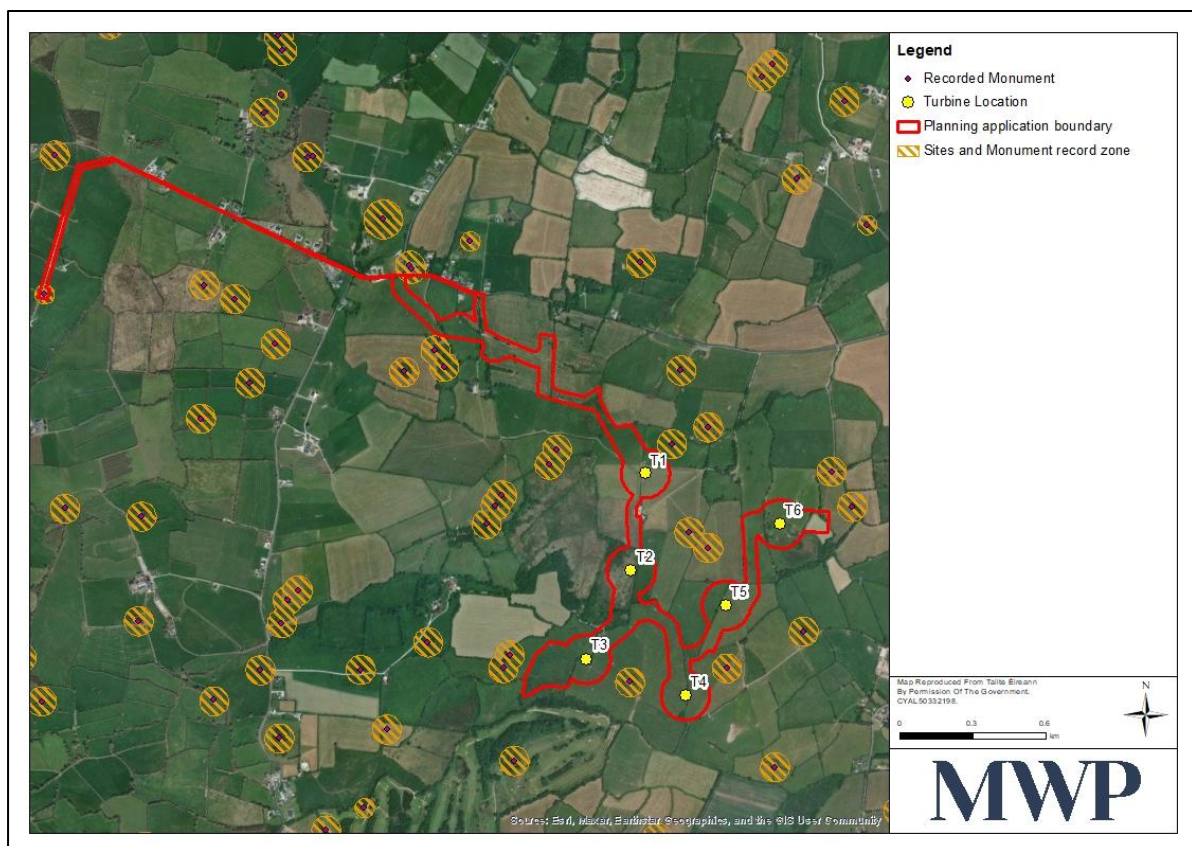 Legend
Recorded Monument
Turbine Location
Planning application boundary
Sites and Monument record zone
T1
T6
T2
T5
T3
T4
Source: Esri, Maxar, Earthstar Geographics, and the GIS User Community
Map Reproduced From Tailte Éireann
By Permission Of The Government.
CYAL50332198.
N
0 0.3 0.6
km
MWP